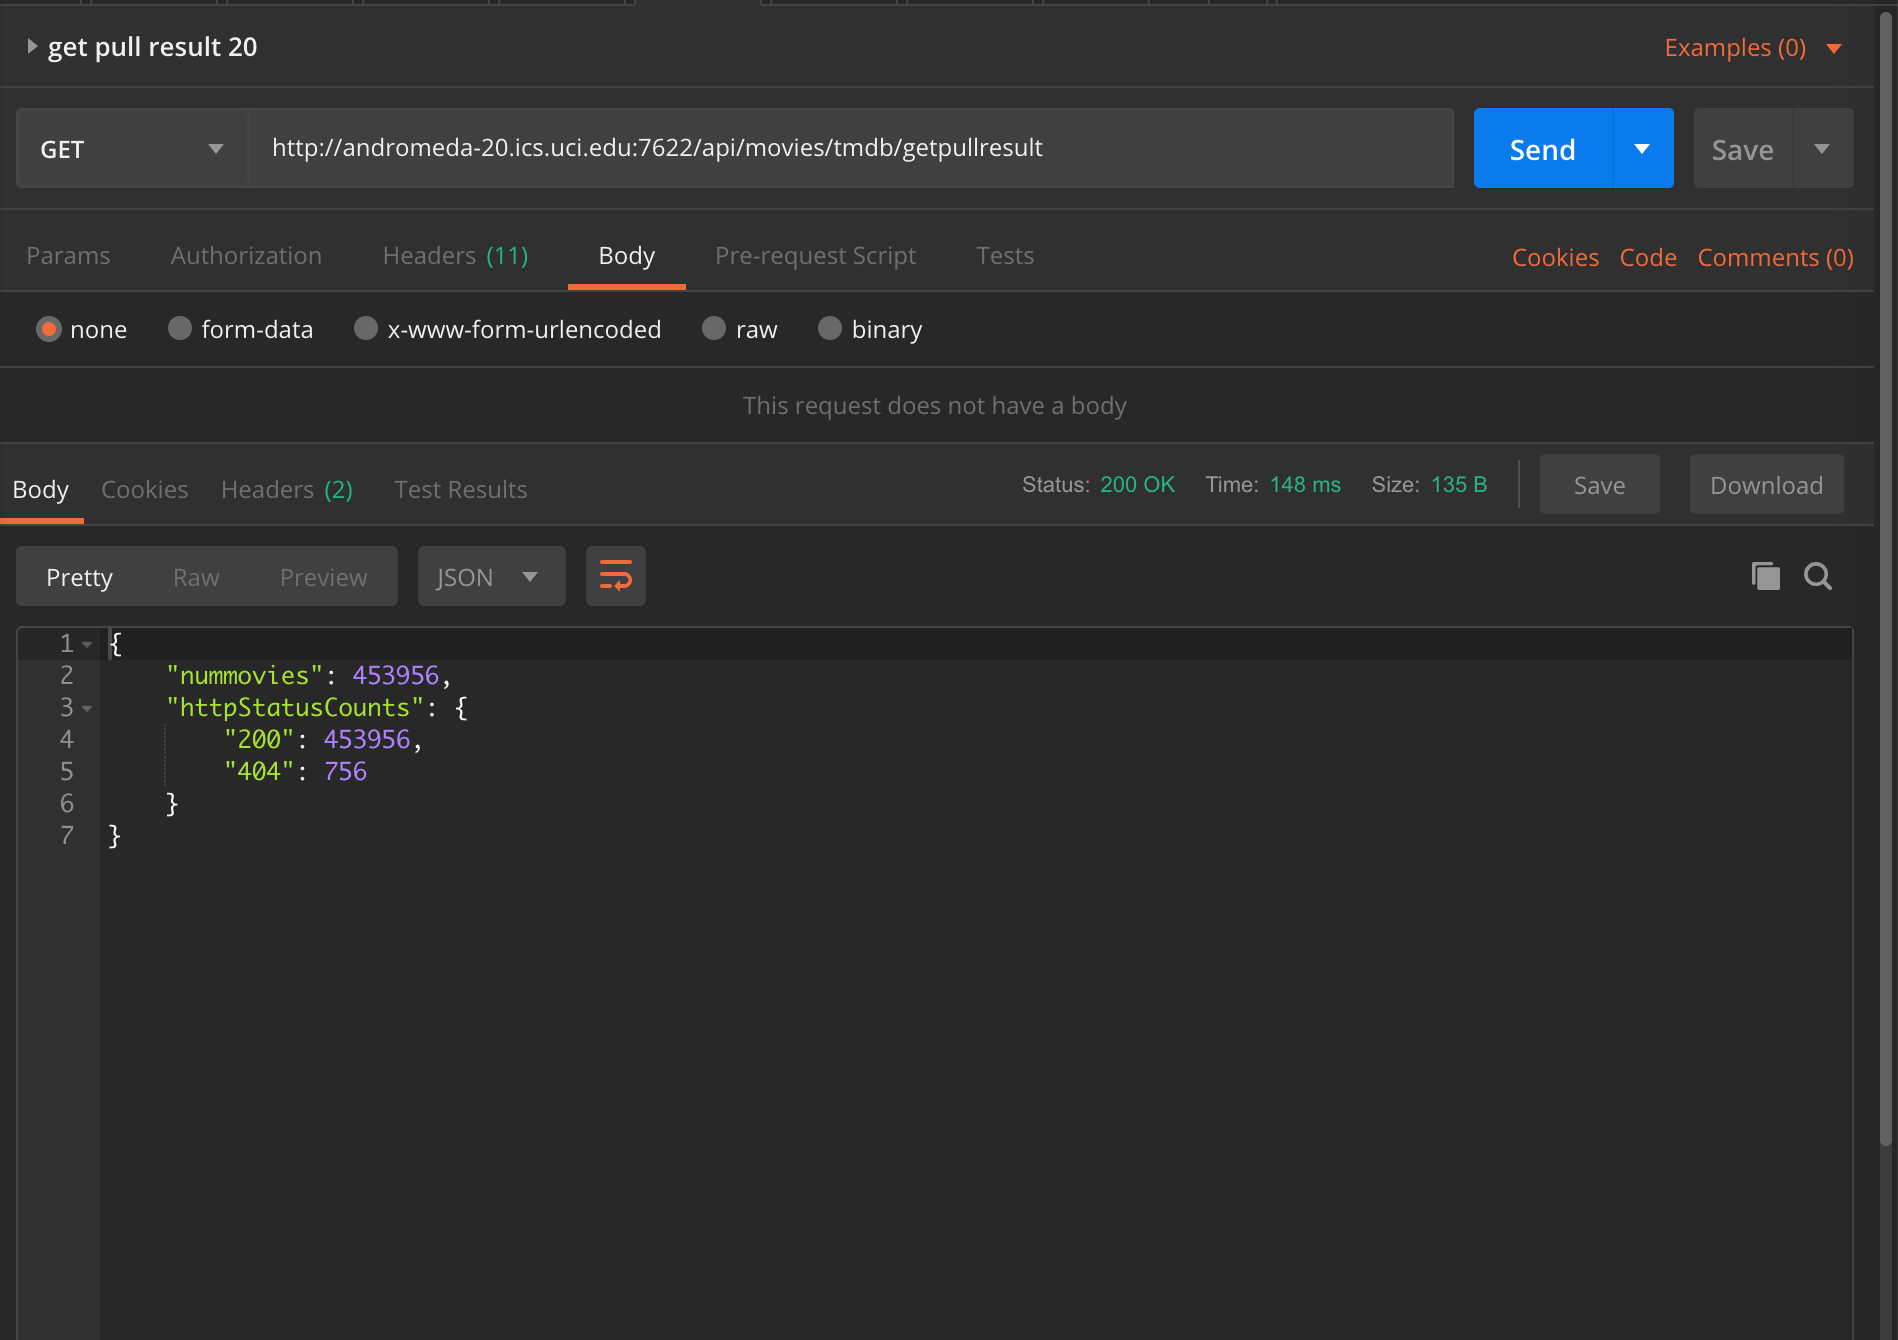 get pull result 20
Examples (0)
GET http://andromeda-20.ics.uci.edu:7622/api/movies/tmdb/getpullresult Send Save
Params Authorization Headers (11) Body Pre-request Script Tests Cookies Code Comments (0)
none form-data x-www-form-urlencoded raw binary
This request does not have a body
Body Cookies Headers (2) Test Results Status: 200 OK Time: 148 ms Size: 135 B Save Download
Pretty Raw Preview JSON
1 {
2 "nummovies": 453956,
3 "httpStatusCounts": {
4 "200": 453956,
5 "404": 756
6 }
7 }